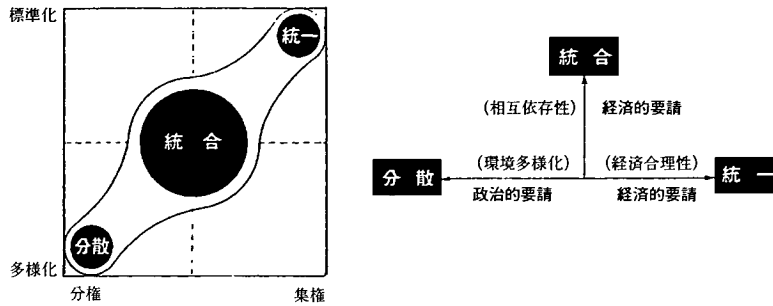 標準化
統一
統 合
分散
多様化
分権 集権
統 合
(相互依存性) 経済的要請
(環境多様化) (経済合理性)
分 散 統 一
政治的要請 経済的要請